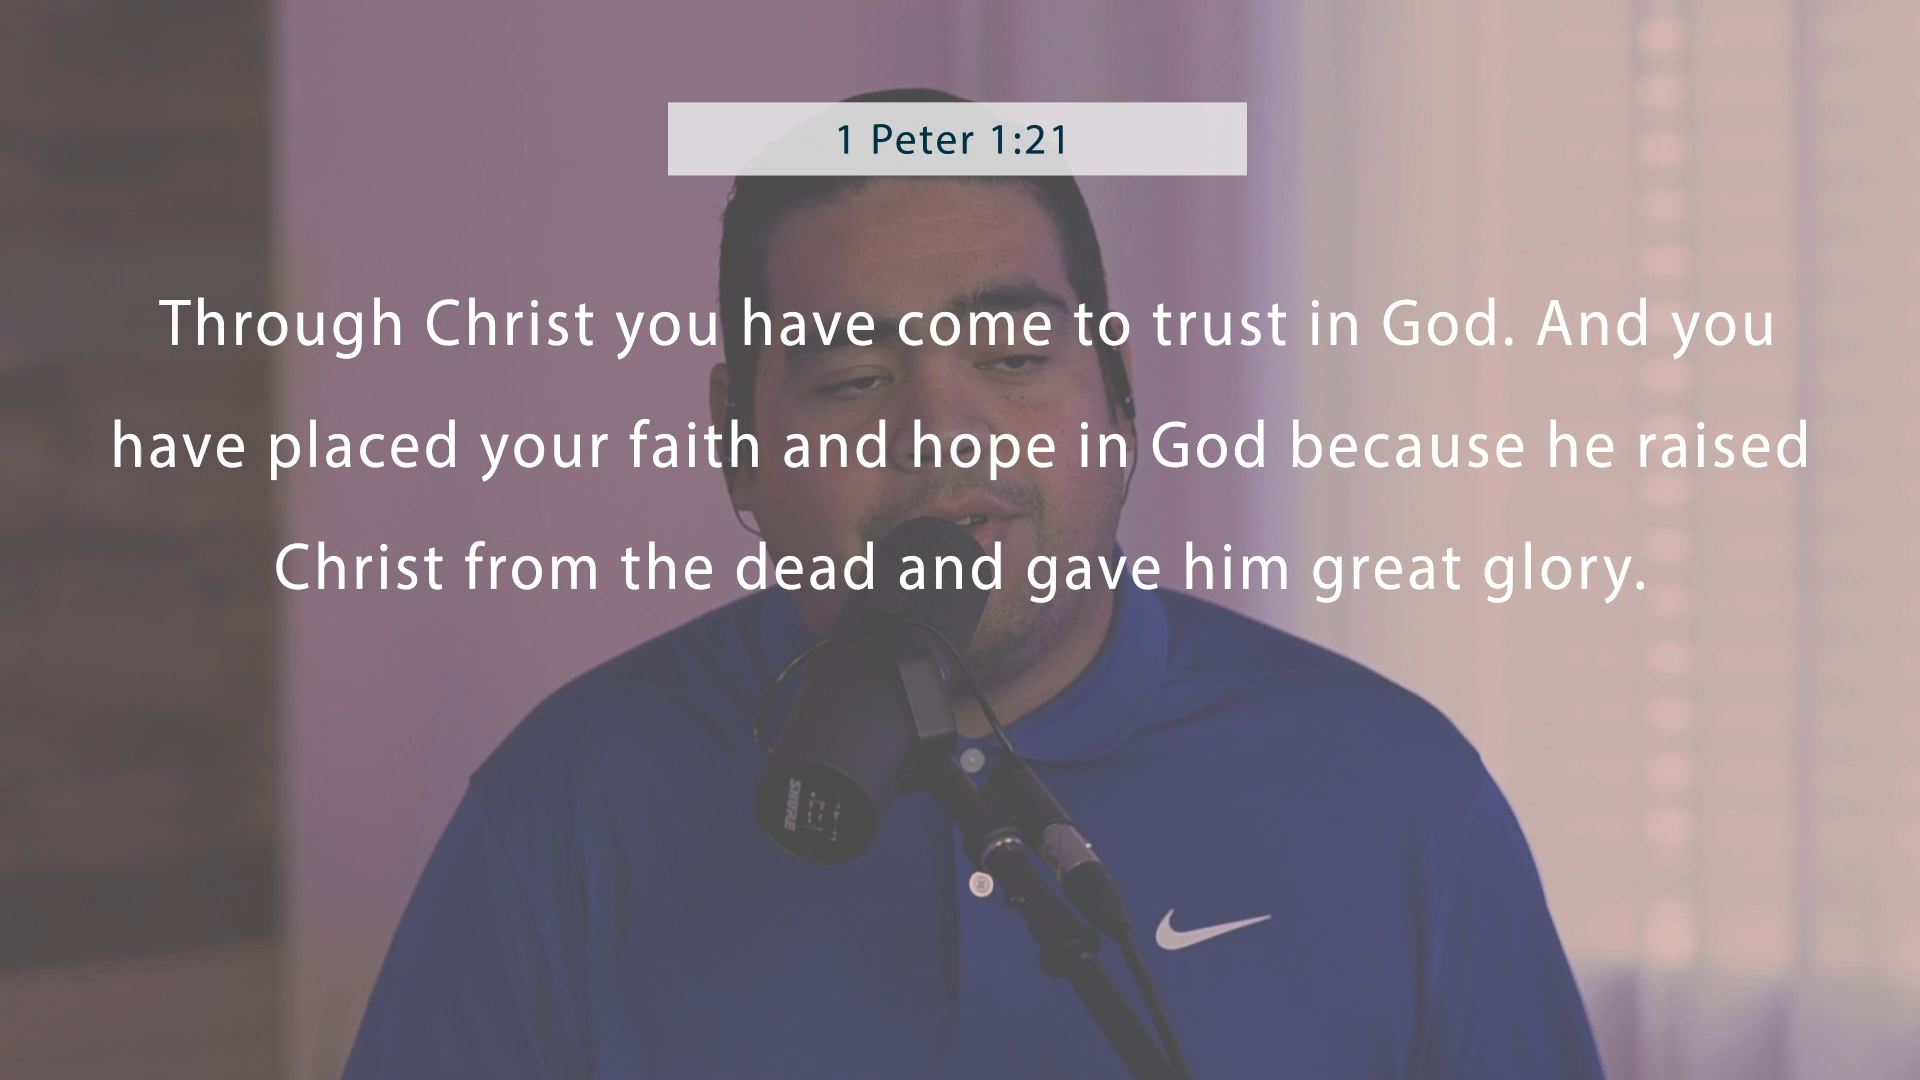 1 Peter 1:21
Through Christ you have come to trust in God. And you
have placed your faith and hope in God because he raised
Christ from the dead and gave him great glory.
SHURE